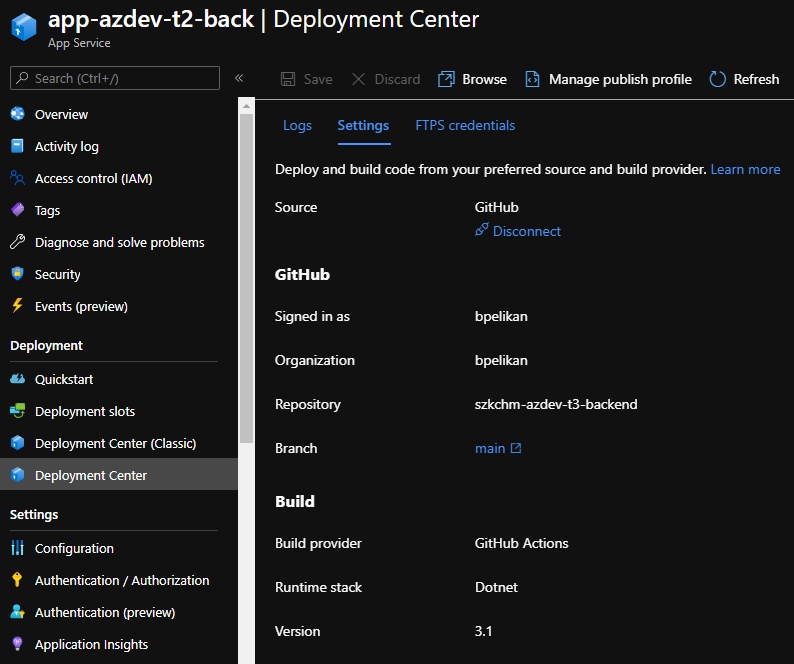 app-azdev-t2-back | Deployment Center
App Service
Search (Ctrl+/)
«
Save
Discard
Browse
Manage publish profile
Refresh
Overview
Activity log
Access control (IAM)
Tags
Diagnose and solve problems
Security
Events (preview)
Deployment
Quickstart
Deployment slots
Deployment Center (Classic)
Deployment Center
Settings
Configuration
Authentication / Authorization
Authentication (preview)
Application Insights
Logs
Settings
FTPS credentials
Deploy and build code from your preferred source and build provider. Learn more
Source GitHub
Disconnect
GitHub
Signed in as bpelikan
Organization bpelikan
Repository szkchm-azdev-t3-backend
Branch main
Build
Build provider GitHub Actions
Runtime stack Dotnet
Version 3.1